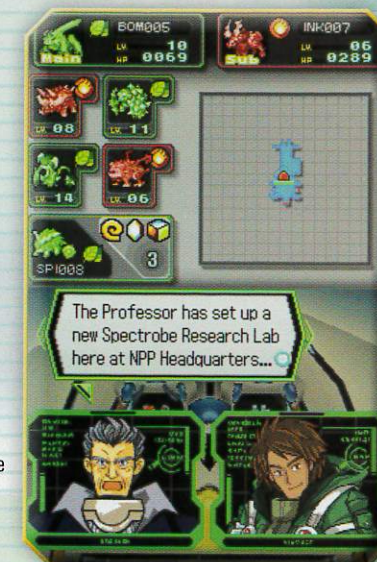 BOM005
LV. 10
HP 0069
Main
INK007
LV. 06
HP 0289
Sub
LV. 08
LV. 11
LV. 14
LV. 06
SPI008
3
The Professor has set up a
new Spectrobe Research Lab
here at NPP Headquarters...
e